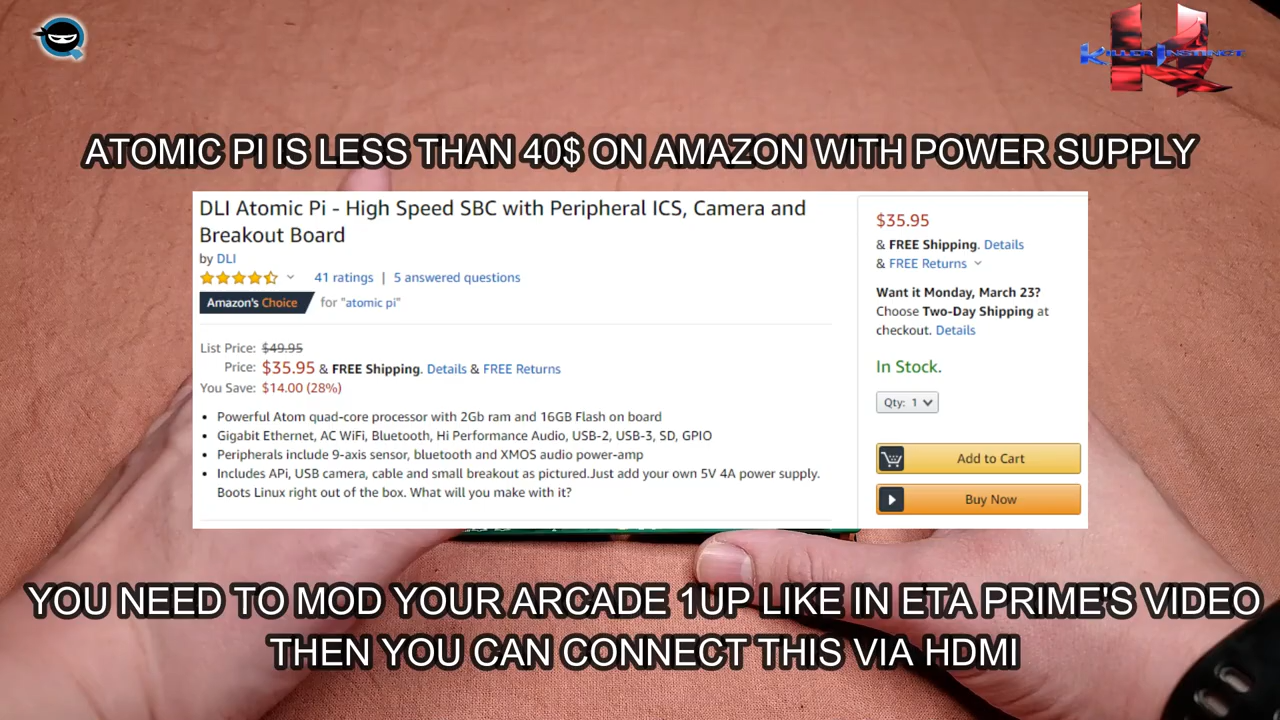 KILLER INSTINCT
ATOMIC PI IS LESS THAN 40$ ON AMAZON WITH POWER SUPPLY
DLI Atomic Pi - High Speed SBC with Peripheral ICS, Camera and
Breakout Board
by DLI
41 ratings | 5 answered questions
Amazon's Choice for "atomic pi"
List Price: $49.95
Price: $35.95 & FREE Shipping. Details & FREE Returns
You Save: $14.00 (28%)
• Powerful Atom quad-core processor with 2Gb ram and 16GB Flash on board
• Gigabit Ethernet, AC WiFi, Bluetooth, Hi Performance Audio, USB-2, USB-3, SD, GPIO
• Peripherals include 9-axis sensor, bluetooth and XMOS audio power-amp
• Includes APi, USB camera, cable and small breakout as pictured.Just add your own 5V 4A power supply.
Boots Linux right out of the box. What will you make with it?
$35.95
& FREE Shipping. Details
& FREE Returns
Want it Monday, March 23?
Choose Two-Day Shipping at
checkout. Details
In Stock.
Qty: 1
Add to Cart
Buy Now
YOU NEED TO MOD YOUR ARCADE 1UP LIKE IN ETA PRIME'S VIDEO
THEN YOU CAN CONNECT THIS VIA HDMI